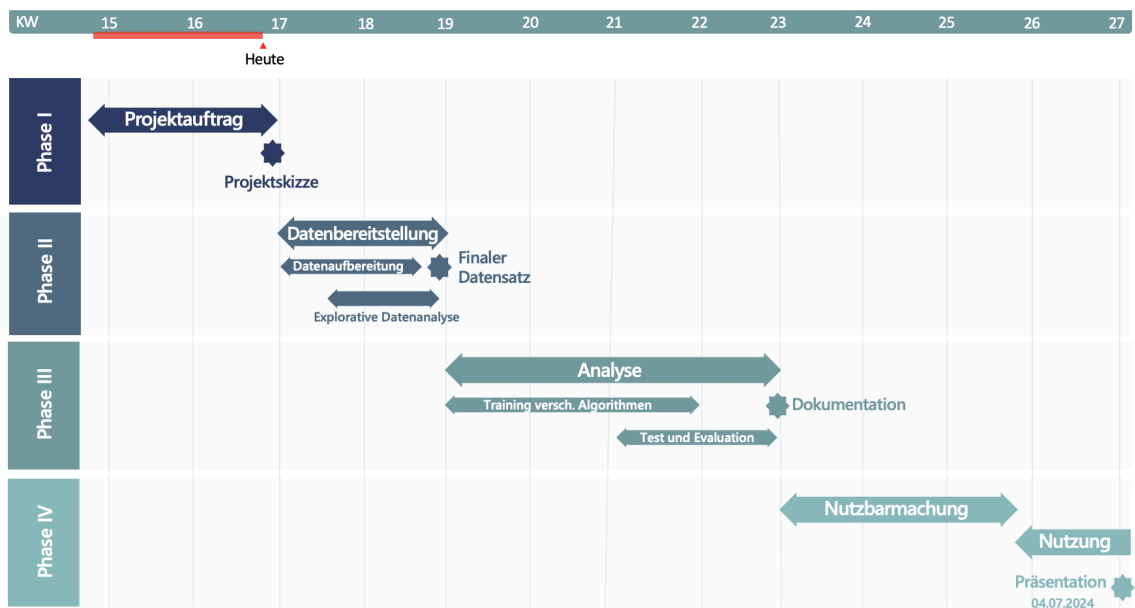 KW 15 16 17 18 19 20 21 22 23 24 25 26 27
Heute
Phase I
Projektauftrag
Projektskizze
Phase II
Datenbereitstellung
Datenaufbereitung
Finaler
Datensatz
Explorative Datenanalyse
Phase III
Analyse
Training versch. Algorithmen
Dokumentation
Test und Evaluation
Phase IV
Nutzbarmachung
Nutzung
Präsentation
04.07.2024